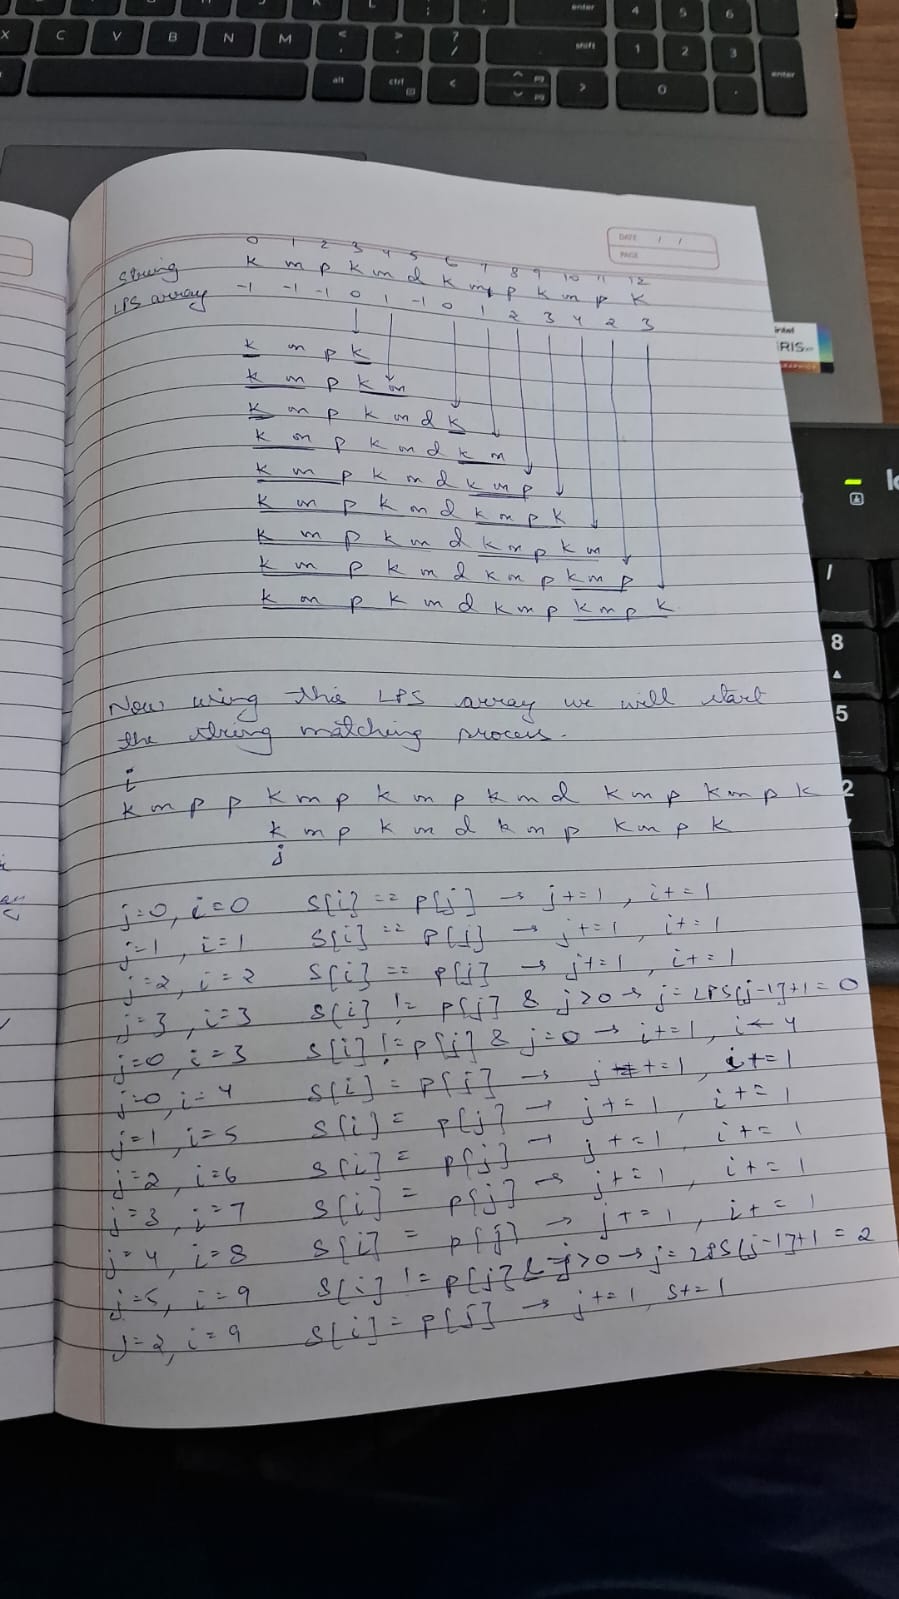 X C V B N M < , > . ? / shift 1 2 3 enter
alt ctrl < > 0 .
enter 4 5 6
DATE / /
PAGE
0 1 2 3 4 5 6 7 8 9 10 11 12
string k m p k m d k m p k m p k
LPS array -1 -1 -1 0 1 -1 0 1 2 3 4 2 3
k m p k
k m p k m
k m p k m d k
k m p k m d k m
k m p k m d k m p
k m p k m d k m p k
k m p k m d k m p k m
k m p k m d k m p k m p
k m p k m d k m p k m p k
Now using this LPS array we will start
the string matching process.
i
k m p p k m p k m p k m d k m p k m p k
k m p k m d k m p k m p k
j
j=0, i=0 S[i] == p[j] → j+=1, i+=1
j=1, i=1 S[i] == p[j] → j+=1, i+=1
j=2, i=2 S[i] == p[j] → j+=1, i+=1
j=3, i=3 S[i] != p[j] & j>0 → j=LPS[j-1]+1=0
j=0, i=3 S[i] != p[j] & j=0 → i+=1, i←4
j=0, i=4 S[i] = p[j] → j+=1, i+=1
j=1, i=5 S[i] = p[j] → j+=1, i+=1
j=2, i=6 S[i] = p[j] → j+=1, i+=1
j=3, i=7 S[i] = p[j] → j+=1, i+=1
j=4, i=8 S[i] = p[j] → j+=1, i+=1
j=5, i=9 S[i] != p[j] & j>0 → j=LPS[j-1]+1=2
j=2, i=9 S[i] = p[j] → j+=1, s+=1
intel
GRAPHICS
/
8
5
2